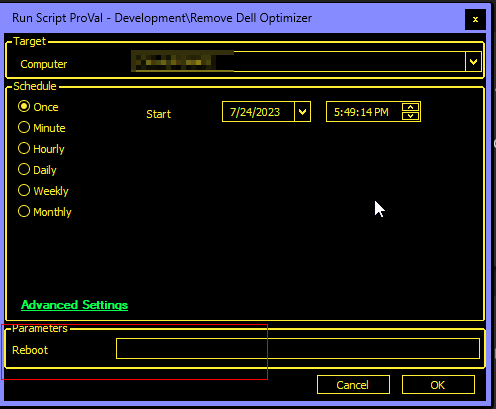 Run Script ProVal - Development\Remove Dell Optimizer x
Target
Computer
Schedule
Once
Minute
Hourly
Daily
Weekly
Monthly
Start 7/24/2023 5:49:14 PM
Advanced Settings
Parameters
Reboot
Cancel OK